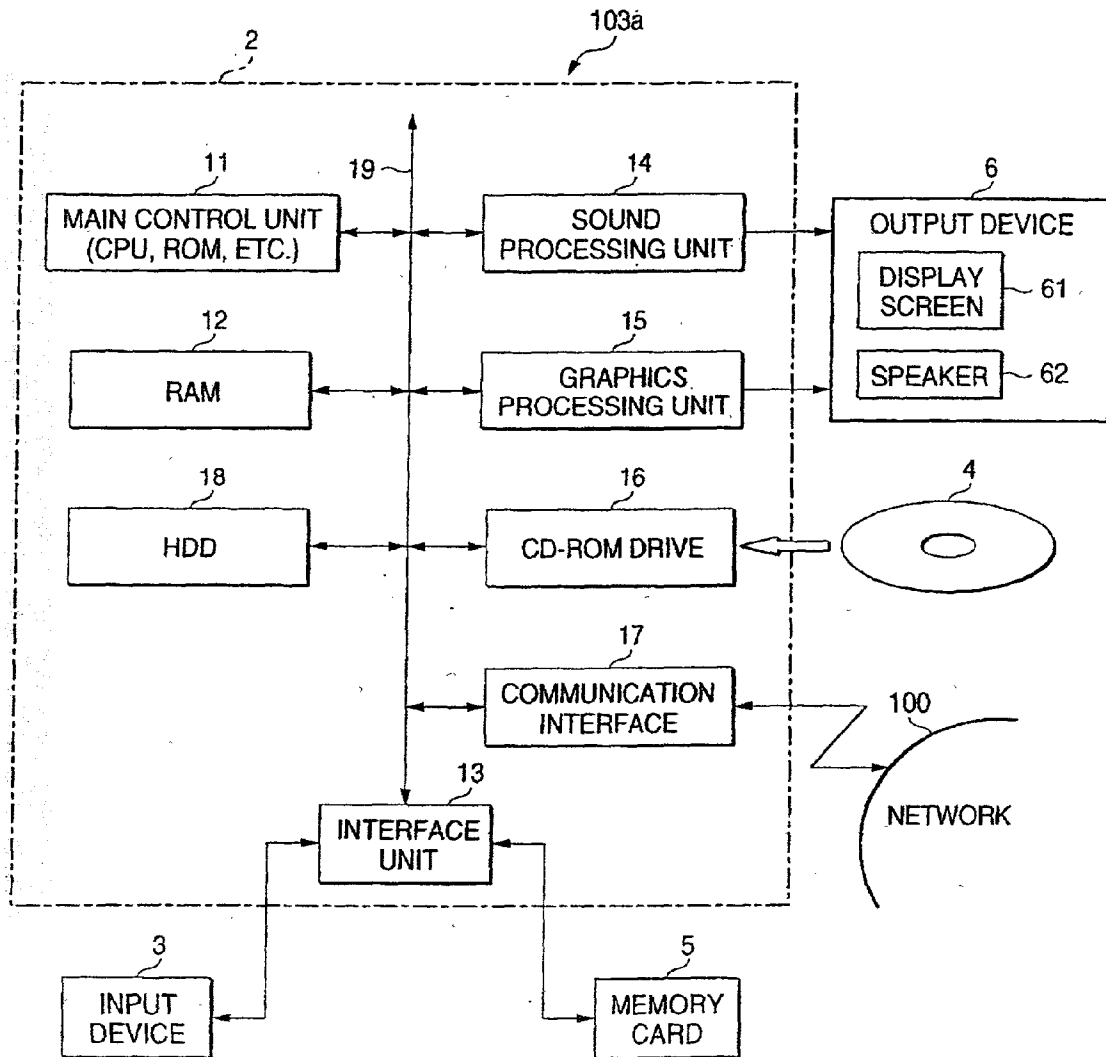 103a
2
11
MAIN CONTROL UNIT
(CPU, ROM, ETC.)
19
14
SOUND
PROCESSING UNIT
6
OUTPUT DEVICE
DISPLAY
SCREEN
61
SPEAKER
62
12
RAM
15
GRAPHICS
PROCESSING UNIT
18
HDD
16
CD-ROM DRIVE
4
17
COMMUNICATION
INTERFACE
100
NETWORK
13
INTERFACE
UNIT
3
INPUT
DEVICE
5
MEMORY
CARD